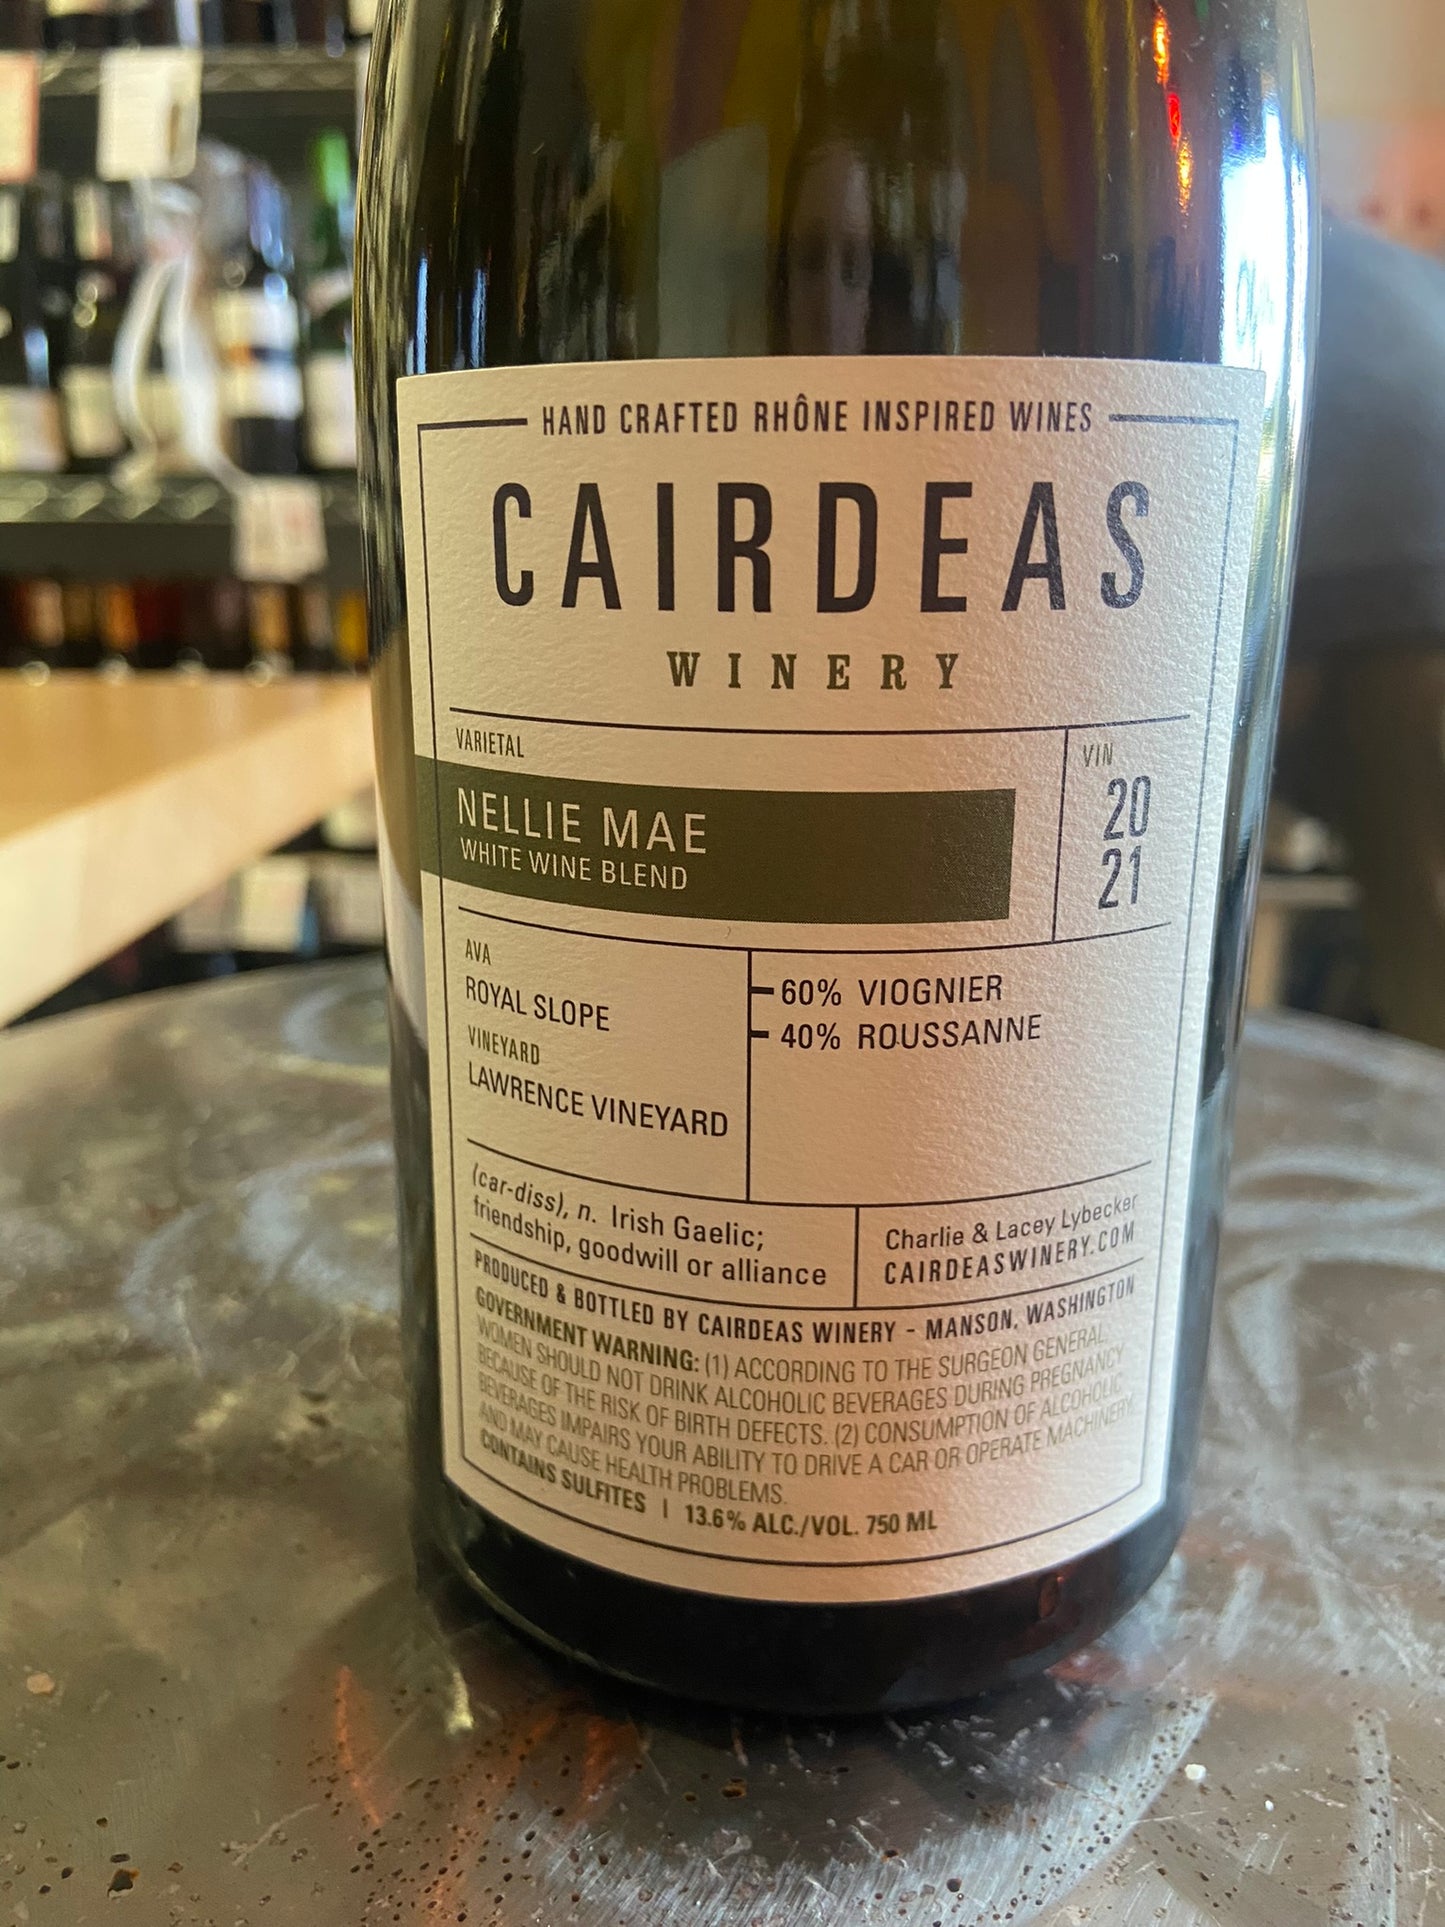 HAND CRAFTED RHÔNE INSPIRED WINES
CAIRDEAS
WINERY
VARIETAL
NELLIE MAE
WHITE WINE BLEND
VIN
20
21
AVA
ROYAL SLOPE
VINEYARD
LAWRENCE VINEYARD
60% VIOGNIER
40% ROUSSANNE
(car-diss), n. Irish Gaelic;
friendship, goodwill or alliance
Charlie & Lacey Lybecker
CAIRDEASWINERY.COM
PRODUCED & BOTTLED BY CAIRDEAS WINERY - MANSON, WASHINGTON
GOVERNMENT WARNING: (1) ACCORDING TO THE SURGEON GENERAL,
WOMEN SHOULD NOT DRINK ALCOHOLIC BEVERAGES DURING PREGNANCY
BECAUSE OF THE RISK OF BIRTH DEFECTS. (2) CONSUMPTION OF ALCOHOLIC
BEVERAGES IMPAIRS YOUR ABILITY TO DRIVE A CAR OR OPERATE MACHINERY,
AND MAY CAUSE HEALTH PROBLEMS.
CONTAINS SULFITES | 13.6% ALC./VOL. 750 ML